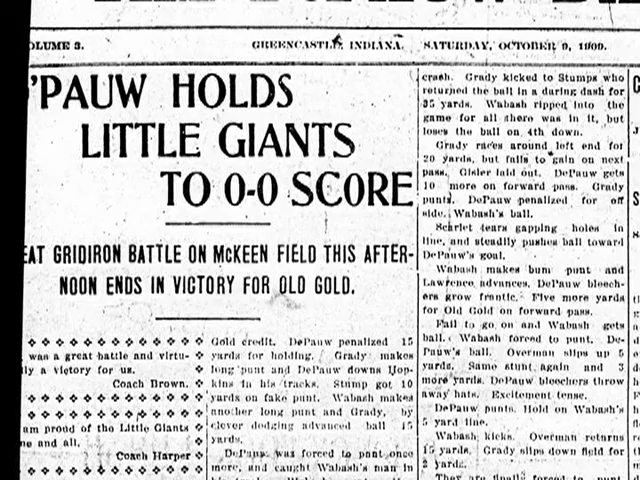 OLUME 3. GREENCASTLE, INDIANA. SATURDAY, OCTOBER 9, 1909.
'PAUW HOLDS
LITTLE GIANTS
TO 0-0 SCORE
EAT GRIDIRON BATTLE ON McKEEN FIELD THIS AFTER-
NOON ENDS IN VICTORY FOR OLD GOLD.
was a great battle and virtu-
ly a victory for us.
Coach Brown.
am proud of the Little Giants
ne and all.
Coach Harper
Gold credit. DePauw penalized 15
yards for holding. Grady makes
long punt and DePauw downs Hop-
kins in his tracks. Stump got 10
yards on fake punt. Wabash makes
another long punt and Grady, by
clever dodging advanced ball 15
yards.
DePauw was forced to punt once
more, and caught Wabash's man in
crash. Grady kicked to Stumps who
returned the ball in a daring dash for
35 yards. Wabash ripped into the
game for all there was in it, but
loses the ball on 4th down.
Grady races around left end for
20 yards, but fails to gain on next
pass. Gisler laid out. DePauw gets
10 more on forward pass. Grady
punts. DePauw penalized for off
side. Wabash's ball.
Scarlet tears gapping holes in
line, and steadily pushes ball toward
DePauw's goal.
Wabash makes bum punt and
Lawrence advances. DePauw bleech-
ers grow frantic. Five more yards
for Old Gold on forward pass.
Fail to go on and Wabash gets
ball. Wabash forced to punt. De-
Pauw's ball. Overman slips up 5
yards. Same stunt again and 3
more yards. DePauw bleechers throw
away hats. Excitement tense.
DePauw punts. Hold on Wabash's
5 yard line.
Wabash kicks. Overman returns
15 yards. Grady slips down field for
2 yards.
They are finally forced to punt